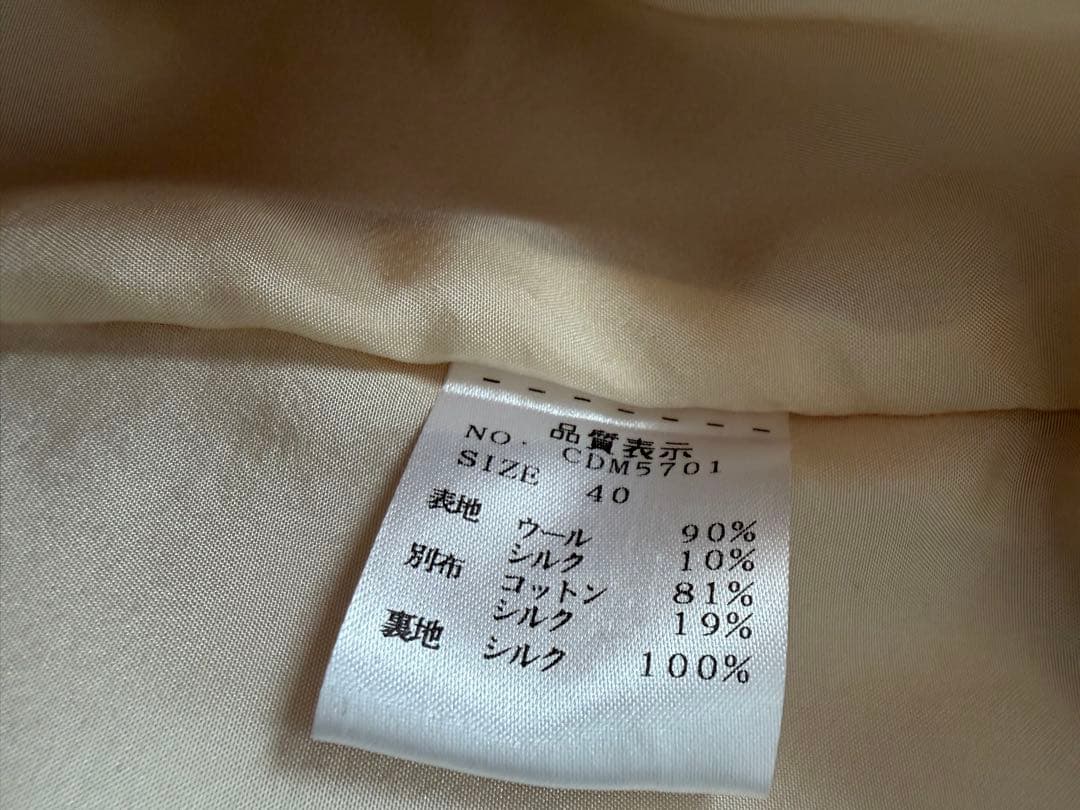 品質表示
NO. CDM5701
SIZE 40
表地 ウール 90%
シルク 10%
別布 コットン 81%
シルク 19%
裏地 シルク 100%